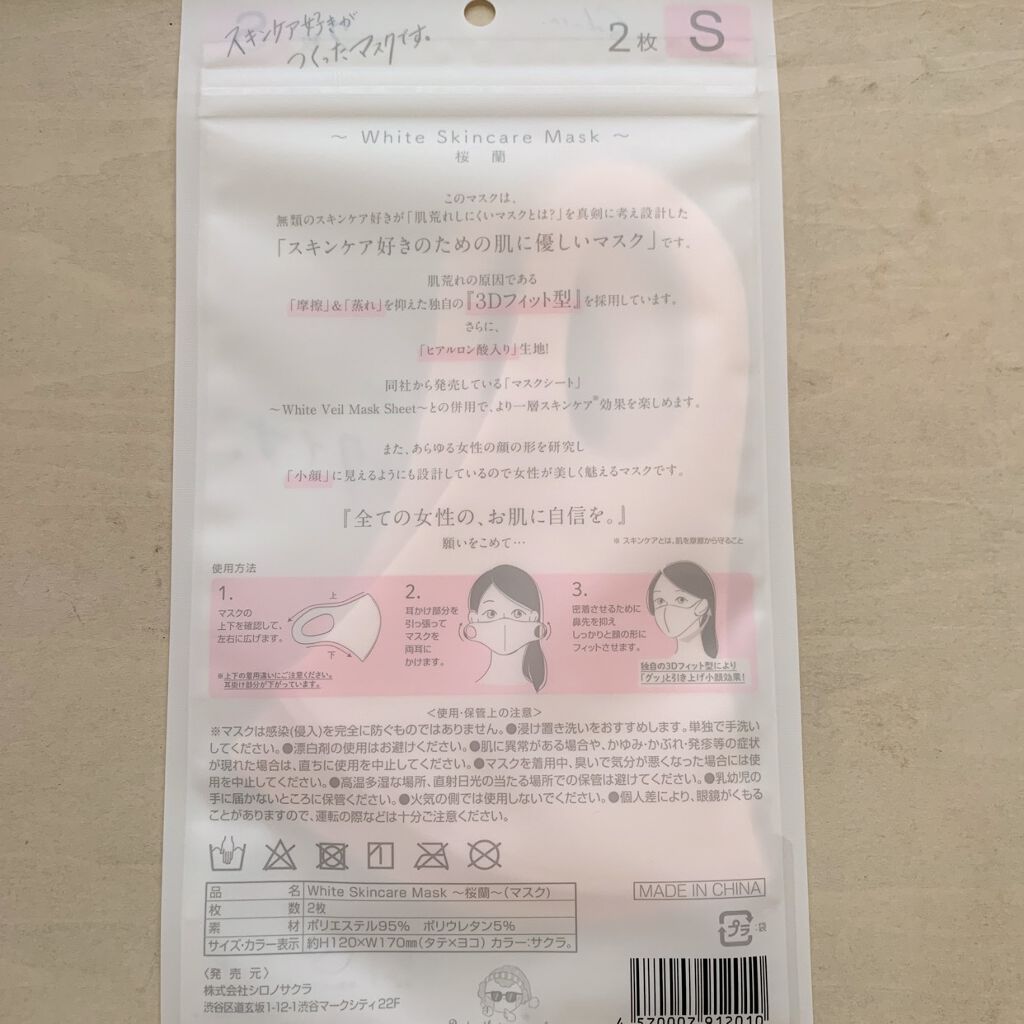 スキンケア好きが
つくったマスクです。
2枚 S
～ White Skincare Mask ～
桜 蘭
このマスクは、
無類のスキンケア好きが「肌荒れしにくいマスクとは?」を真剣に考え設計した
「スキンケア好きのための肌に優しいマスク」です。
肌荒れの原因である
「摩擦」&「蒸れ」を抑えた独自の『3Dフィット型』を採用しています。
さらに、
「ヒアルロン酸入り」生地!
同社から発売している「マスクシート」
～White Veil Mask Sheet～との併用で、より一層スキンケア※効果を楽しめます。
また、あらゆる女性の顔の形を研究し
「小顔」に見えるようにも設計しているので女性が美しく魅えるマスクです。
『全ての女性の、お肌に自信を。』
願いをこめて…
※ スキンケアとは、肌を摩擦から守ること
使用方法
1.
マスクの
上下を確認して、
左右に広げます。
上
下
※上下の着用違いにご注意ください。
耳掛け部分が下がっています。
2.
耳かけ部分を
引っ張って
マスクを
両耳に
かけます。
3.
密着させるために
鼻先を抑え
しっかりと顔の形に
フィットさせます。
独自の3Dフィット型により
「グッ」と引き上げ小顔効果!
<使用・保管上の注意>
※マスクは感染(侵入)を完全に防ぐものではありません。●浸け置き洗いをおすすめします。単独で手洗い
してください。●漂白剤の使用はお避けください。●肌に異常がある場合や、かゆみ・かぶれ・発疹等の症状
が現れた場合は、直ちに使用を中止してください。●マスクを着用中、臭いで気分が悪くなった場合には使
用を中止してください。●高温多湿な場所、直射日光の当たる場所での保管は避けてください。●乳幼児の
手に届かないところに保管ください。●火気の側では使用しないでください。●個人差により、眼鏡がくもる
ことがありますので、運転の際などは十分ご注意ください。
品 名 White Skincare Mask ～桜蘭～(マスク)
枚 数 2枚
素 材 ポリエステル95% ポリウレタン5%
サイズ・カラー表示 約H120×W170mm(タテ×ヨコ) カラー:サクラ。
MADE IN CHINA
プラ :袋
〈発 売 元〉
株式会社シロノサクラ
渋谷区道玄坂1-12-1渋谷マークシティ22F
4 570007 912010